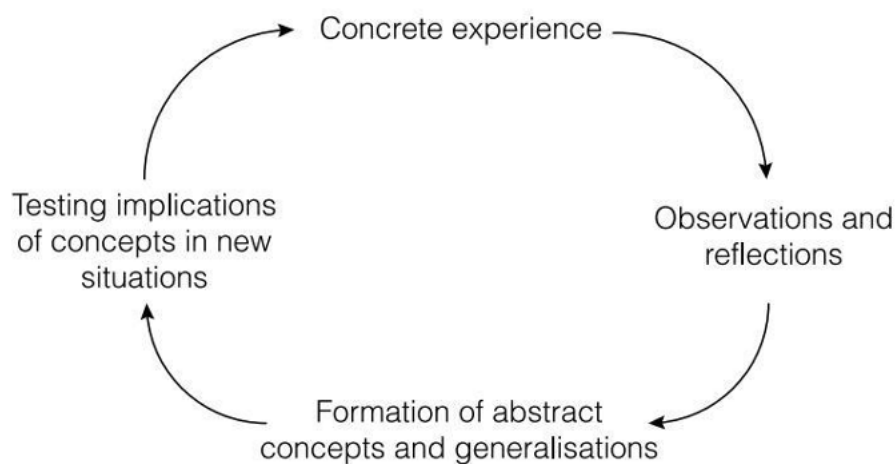 Concrete experience
Observations and
reflections
Formation of abstract
concepts and generalisations
Testing implications
of concepts in new
situations